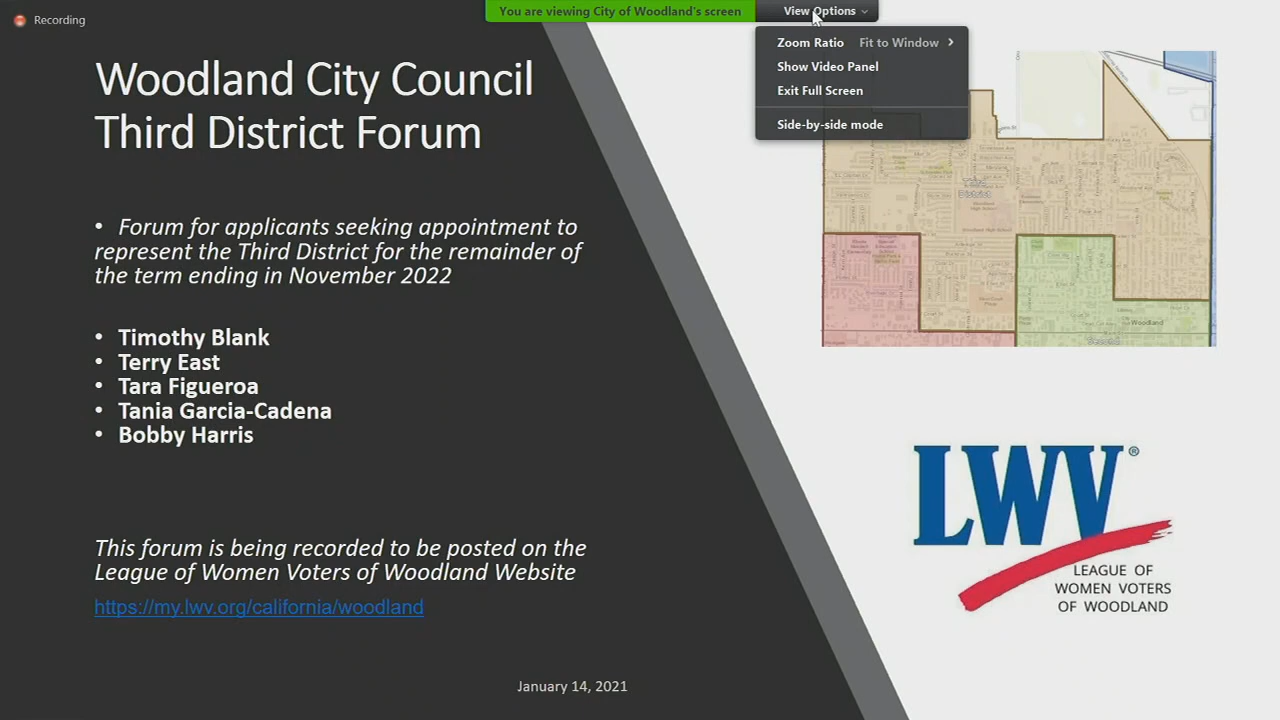 Recording
You are viewing City of Woodland's screen
View Options
Zoom Ratio Fit to Window
Show Video Panel
Exit Full Screen
Side-by-side mode
Woodland City Council
Third District Forum
• Forum for applicants seeking appointment to
represent the Third District for the remainder of
the term ending in November 2022
• Timothy Blank
• Terry East
• Tara Figueroa
• Tania Garcia-Cadena
• Bobby Harris
This forum is being recorded to be posted on the
League of Women Voters of Woodland Website
https://my.lwv.org/california/woodland
January 14, 2021
Third
District
Woodland
Second
LWV®
LEAGUE OF
WOMEN VOTERS
OF WOODLAND